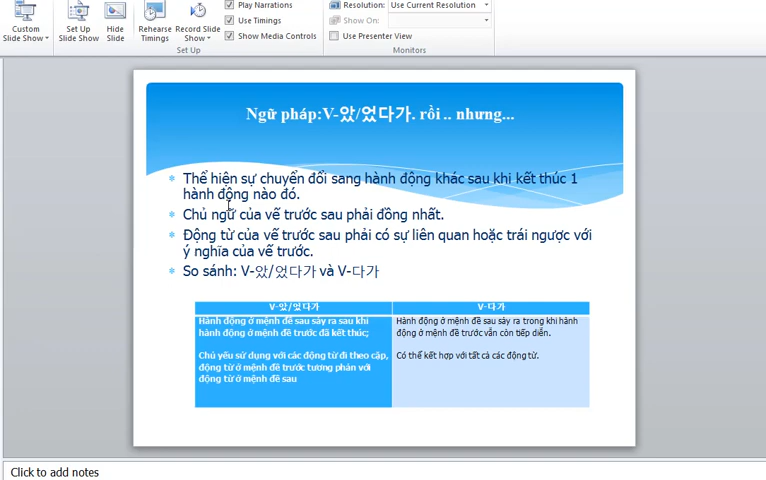 Play Narrations
Resolution: Use Current Resolution
Custom Slide Show
Set Up Slide Show
Hide Slide
Rehearse Timings
Record Slide Show
Use Timings
Show On:
Show Media Controls
Use Presenter View
Set Up
Monitors
Ngữ pháp:V-았/었다가. rồi .. nhưng...
Thể hiện sự chuyển đổi sang hành động khác sau khi kết thúc 1
hành động nào đó.
Chủ ngữ của vế trước sau phải đồng nhất.
Động từ của vế trước sau phải có sự liên quan hoặc trái ngược với
ý nghĩa của vế trước.
So sánh: V-았/었다가 và V-다가
V-았/었다가
V-다가
Hành động ở mệnh đề sau sảy ra sau khi
hành động ở mệnh đề trước đã kết thúc;
Chủ yếu sử dụng với các động từ đi theo cặp,
động từ ở mệnh đề trước tương phản với
động từ ở mệnh đề sau
Hành động ở mệnh đề sau sảy ra trong khi hành
động ở mệnh đề trước vẫn còn tiếp diễn.
Có thể kết hợp với tất cả các động từ.
Click to add notes